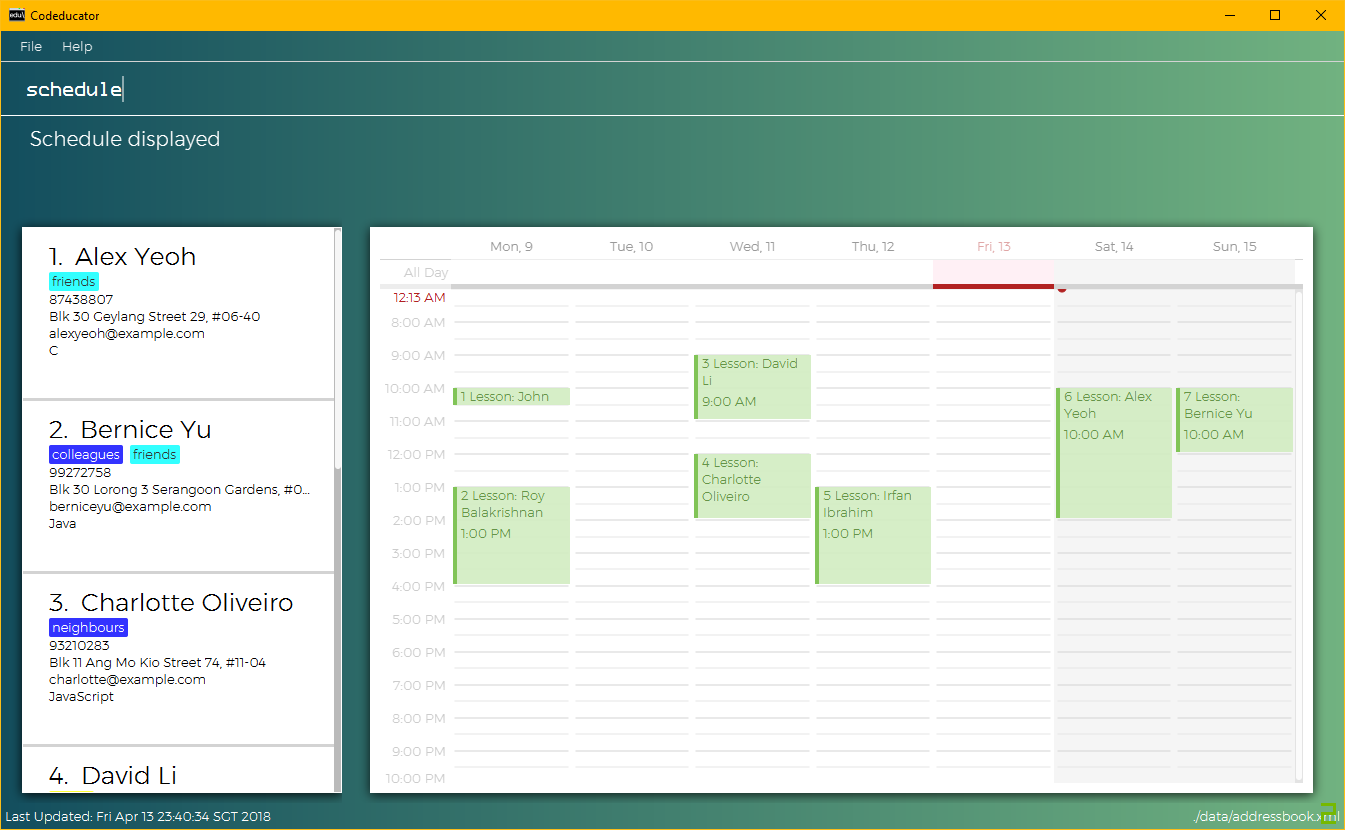 edu\
Codeducator
File Help
schedule
Schedule displayed
1. Alex Yeoh
friends
87438807
Blk 30 Geylang Street 29, #06-40
alexyeoh@example.com
C
2. Bernice Yu
colleagues friends
99272758
Blk 30 Lorong 3 Serangoon Gardens, #0...
berniceyu@example.com
Java
3. Charlotte Oliveiro
neighbours
93210283
Blk 11 Ang Mo Kio Street 74, #11-04
charlotte@example.com
JavaScript
4. David Li
Mon, 9 Tue, 10 Wed, 11 Thu, 12 Fri, 13 Sat, 14 Sun, 15
All Day
12:13 AM
8:00 AM
9:00 AM
10:00 AM
11:00 AM
12:00 PM
1:00 PM
2:00 PM
3:00 PM
4:00 PM
5:00 PM
6:00 PM
7:00 PM
8:00 PM
9:00 PM
10:00 PM
1 Lesson: John
2 Lesson: Roy
Balakrishnan
1:00 PM
3 Lesson: David
Li
9:00 AM
4 Lesson:
Charlotte
Oliveiro
5 Lesson: Irfan
Ibrahim
1:00 PM
6 Lesson: Alex
Yeoh
10:00 AM
7 Lesson:
Bernice Yu
10:00 AM
Last Updated: Fri Apr 13 23:40:34 SGT 2018
./data/addressbook.xml